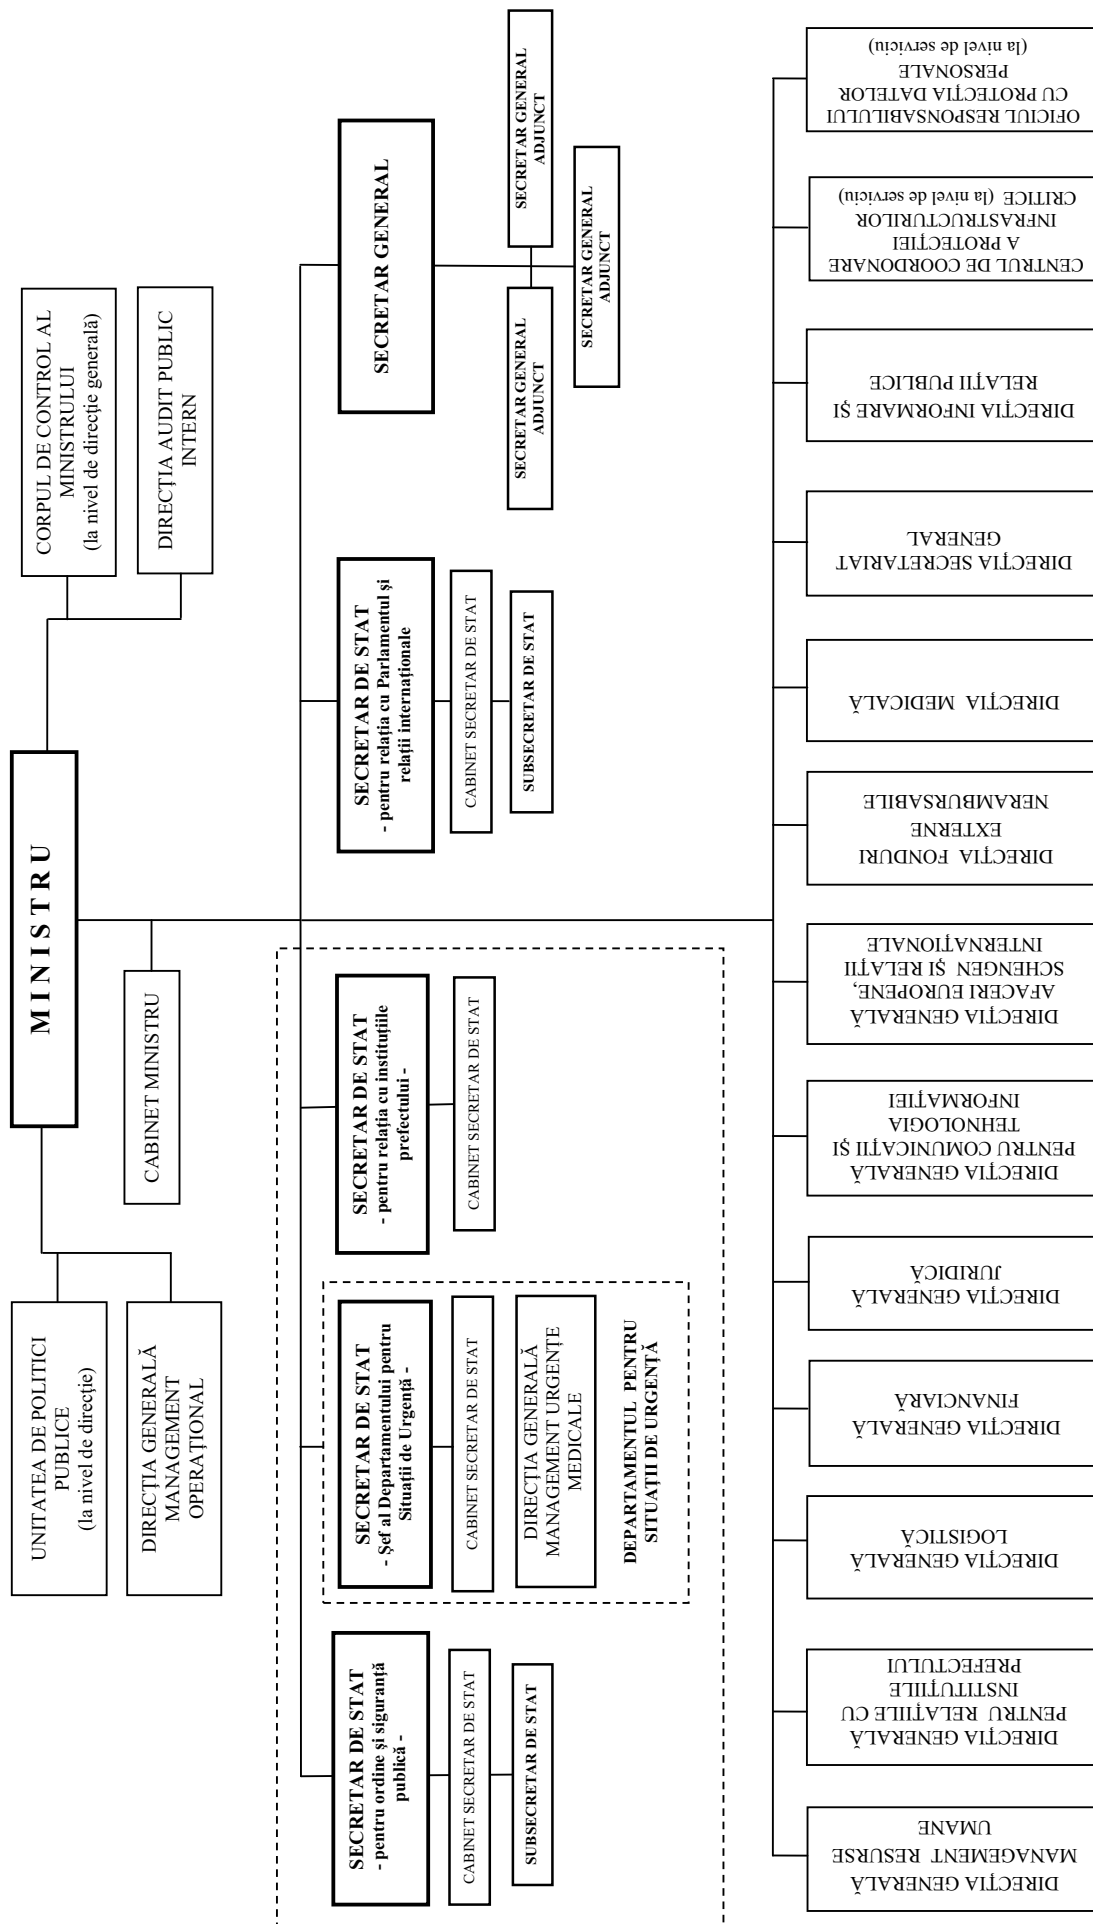 MINISTRU
UNITATEA DE POLITICI
PUBLICE
(la nivel de direcție)
DIRECȚIA GENERALĂ
MANAGEMENT
OPERAȚIONAL
CABINET MINISTRU
CORPUL DE CONTROL AL
MINISTRULUI
(la nivel de direcție generală)
DIRECȚIA AUDIT PUBLIC
INTERN
SECRETAR DE STAT
- pentru ordine și siguranță
publică -
CABINET SECRETAR DE STAT
SUBSECRETAR DE STAT
SECRETAR DE STAT
- Șef al Departamentului pentru
Situații de Urgență -
CABINET SECRETAR DE STAT
DIRECȚIA GENERALĂ
MANAGEMENT URGENȚE
MEDICALE
DEPARTAMENTUL PENTRU
SITUAȚII DE URGENȚĂ
SECRETAR DE STAT
- pentru relația cu instituțiile
prefectului -
CABINET SECRETAR DE STAT
SECRETAR DE STAT
- pentru relația cu Parlamentul și
relații internaționale
CABINET SECRETAR DE STAT
SUBSECRETAR DE STAT
SECRETAR GENERAL
SECRETAR GENERAL
ADJUNCT
SECRETAR GENERAL
ADJUNCT
SECRETAR GENERAL
ADJUNCT
DIRECȚIA GENERALĂ
MANAGEMENT RESURSE
UMANE
DIRECȚIA GENERALĂ
PENTRU RELAȚIILE CU
INSTITUȚIILE
PREFECTULUI
DIRECȚIA GENERALĂ
LOGISTICĂ
DIRECȚIA GENERALĂ
FINANCIARĂ
DIRECȚIA GENERALĂ
JURIDICĂ
DIRECȚIA GENERALĂ
PENTRU COMUNICAȚII ȘI
TEHNOLOGIA
INFORMAȚIEI
DIRECȚIA GENERALĂ
AFACERI EUROPENE,
SCHENGEN ȘI RELAȚII
INTERNAȚIONALE
DIRECȚIA FONDURI
EXTERNE
NERAMBURSABILE
DIRECȚIA MEDICALĂ
DIRECȚIA SECRETARIAT
GENERAL
DIRECȚIA INFORMARE ȘI
RELAȚII PUBLICE
CENTRUL DE COORDONARE
A PROTECȚIEI
INFRASTRUCTURILOR
CRITICE (la nivel de serviciu)
OFICIUL RESPONSABILULUI
CU PROTECȚIA DATELOR
PERSONALE
(la nivel de serviciu)